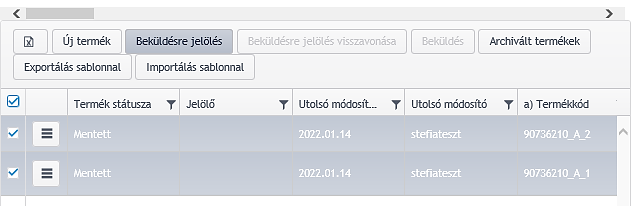 Új termék Beküldésre jelölés Beküldésre jelölés visszavonása Beküldés Archivált termékek
Exportálás sablonnal Importálás sablonnal
Termék státusza Jelölő Utolsó módosít... Utolsó módosító a) Termékkód
Mentett 2022.01.14 stefiateszt 90736210_A_2
Mentett 2022.01.14 stefiateszt 90736210_A_1